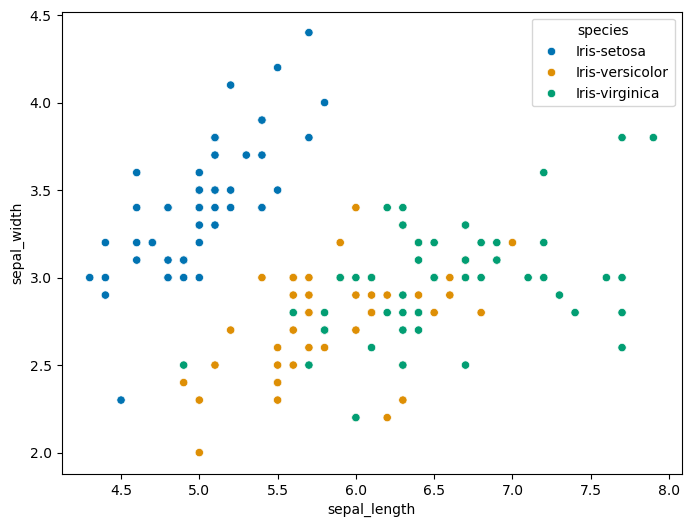 4.5
4.0
3.5
3.0
2.5
2.0
sepal_width
species
Iris-setosa
Iris-versicolor
Iris-virginica
4.5 5.0 5.5 6.0 6.5 7.0 7.5 8.0
sepal_length